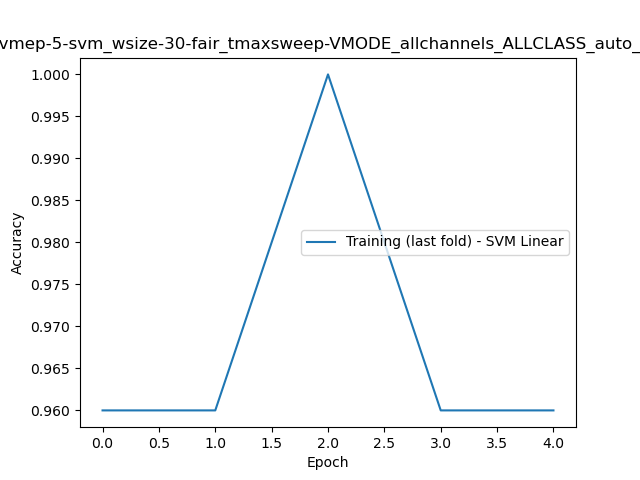 vmep-5-svm_wsize-30-fair_tmaxsweep-VMODE_allchannels_ALLCLASS_auto_
1.000
0.995
0.990
0.985
0.980
0.975
0.970
0.965
0.960
Accuracy
Training (last fold) - SVM Linear
0.0 0.5 1.0 1.5 2.0 2.5 3.0 3.5 4.0
Epoch